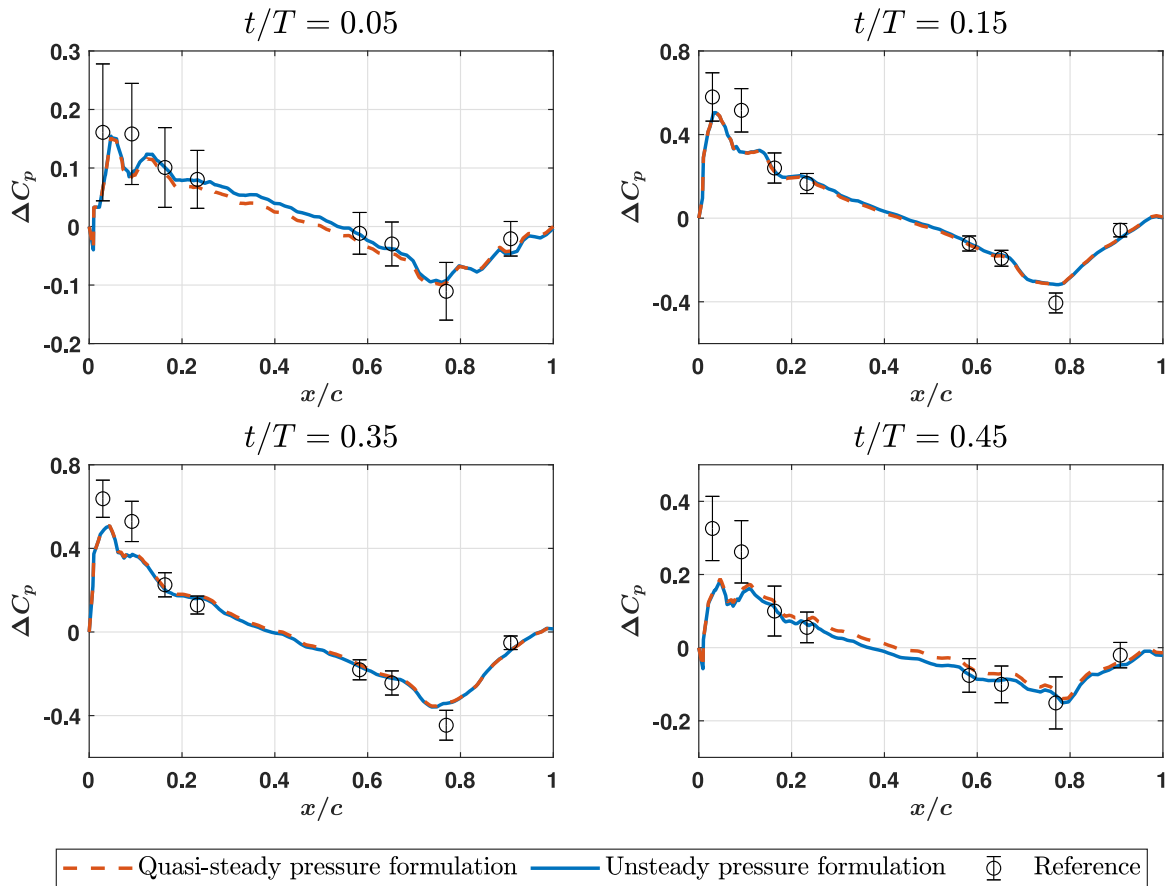 t/T = 0.05
t/T = 0.15
0.3
0.2
0.1
0
-0.1
-0.2
ΔC_p
0 0.2 0.4 0.6 0.8 1
x/c
0.8
0.4
0
-0.4
ΔC_p
0 0.2 0.4 0.6 0.8 1
x/c
t/T = 0.35
t/T = 0.45
0.8
0.4
0
-0.4
ΔC_p
0 0.2 0.4 0.6 0.8 1
x/c
0.4
0.2
0
-0.2
ΔC_p
0 0.2 0.4 0.6 0.8 1
x/c
Quasi-steady pressure formulation Unsteady pressure formulation Reference